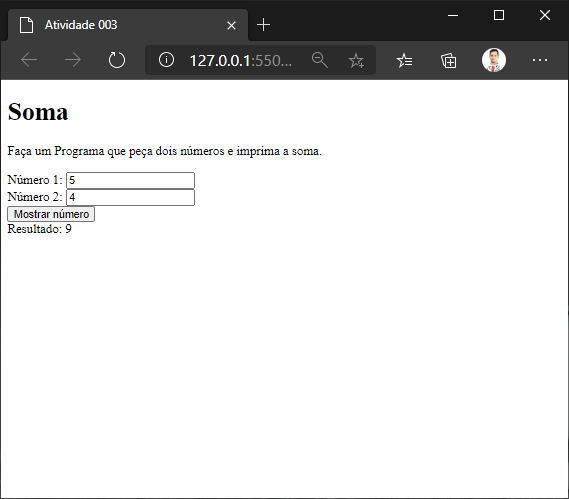 Atividade 003
127.0.0.1:550...
Soma
Faça um Programa que peça dois números e imprima a soma.
Número 1: 5
Número 2: 4
Mostrar número
Resultado: 9